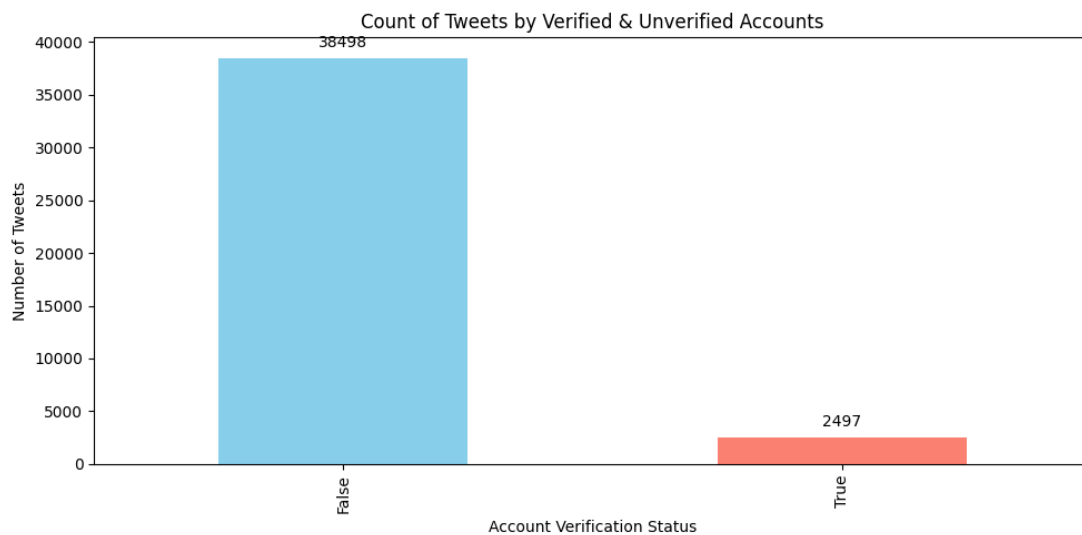 Count of Tweets by Verified & Unverified Accounts
40000
38498
35000
30000
25000
20000
15000
10000
5000
2497
0
Number of Tweets
False
True
Account Verification Status